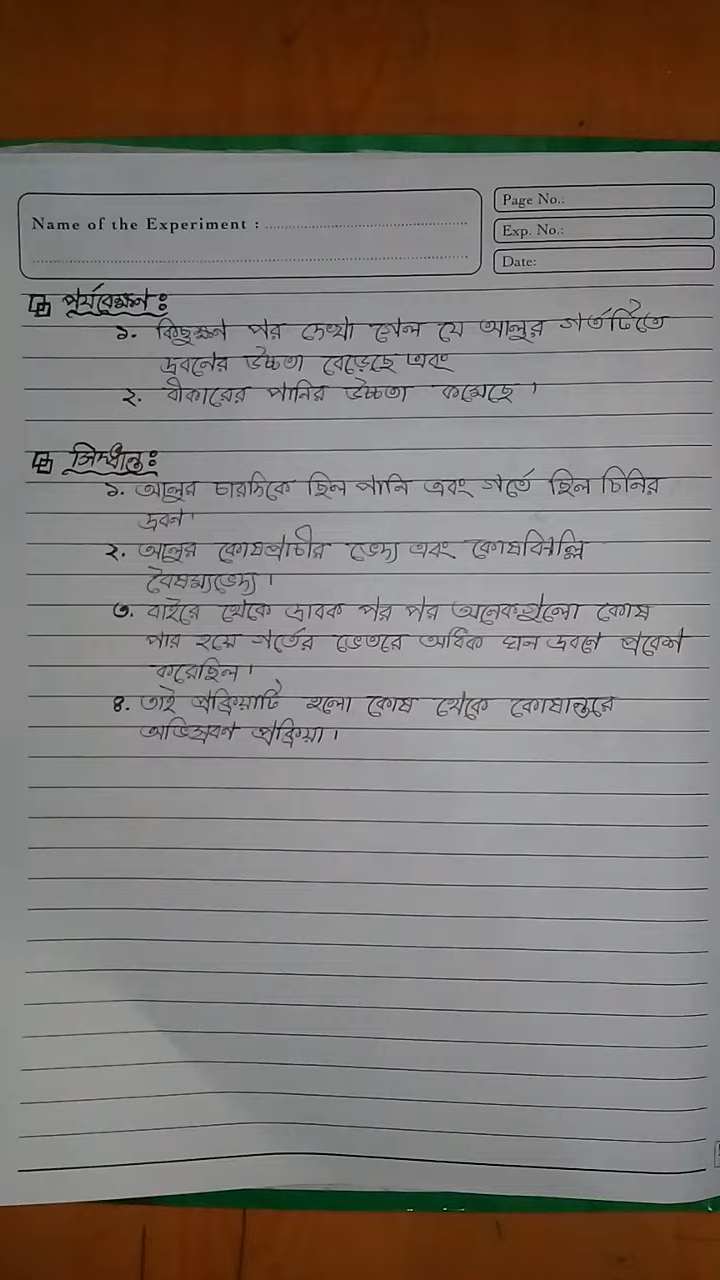 Name of the Experiment :
Page No.:
Exp. No.:
Date:
পর্যবেক্ষণ:
১. কিছুক্ষণ পর দেখা গেল যে আলুর গর্তটিতে
দ্রবনের উচ্চতা বেড়েছে এবং
২. বীকারের পানির উচ্চতা কমেছে।
সিদ্ধান্ত:
১. আলুর চারদিকে ছিল পানি এবং গর্তে ছিল চিনির
দ্রবন।
২. আলুর কোষপ্রাচীর ভেদ্য এবং কোষঝিল্লি
বৈষম্যভেদ্য।
৩. বাইরে থেকে দ্রাবক পর পর অনেকগুলো কোষ
পার হয়ে গর্তের ভেতরে অধিক ঘন দ্রবনে প্রবেশ
করেছিল।
৪. তাই প্রক্রিয়াটি হলো কোষ থেকে কোষান্তরে
অভিস্রবণ প্রক্রিয়া।